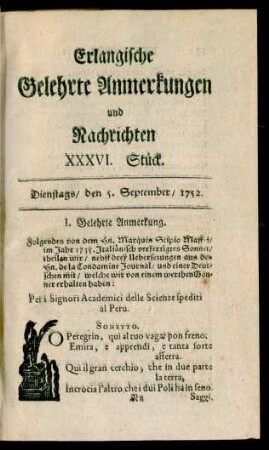 Erlangische
Gelehrte Anmerkungen
und
Nachrichten
XXXVI. Stück.
Dienstags/ den 5. September/ 1752.
I. Gelehrte Anmerkung.
Folgendes von dem Hn. Marquis Scipio Maffei/
im Jahr 1735. Italiänisch verfertigtes Sonnet/
theilen wir/ nebst drey Uebersetzungen aus des
Hn. de la Condamine Journal/ und einer Deut-
schen mit/ welche wir von einem werthen Gön-
ner erhalten haben:
Per i Signori Academici delle Scienze spediti
al Peru.
SONETTO.
O Peregrin, qui al tuo vagar pon freno:
Emira, e apprendi, e tanta sorte
afferra.
Qui il gran cerchio, che in due parte
la terra,
Incrocia l'altro che i dui Poli ha in seno.
Nn Saggi,